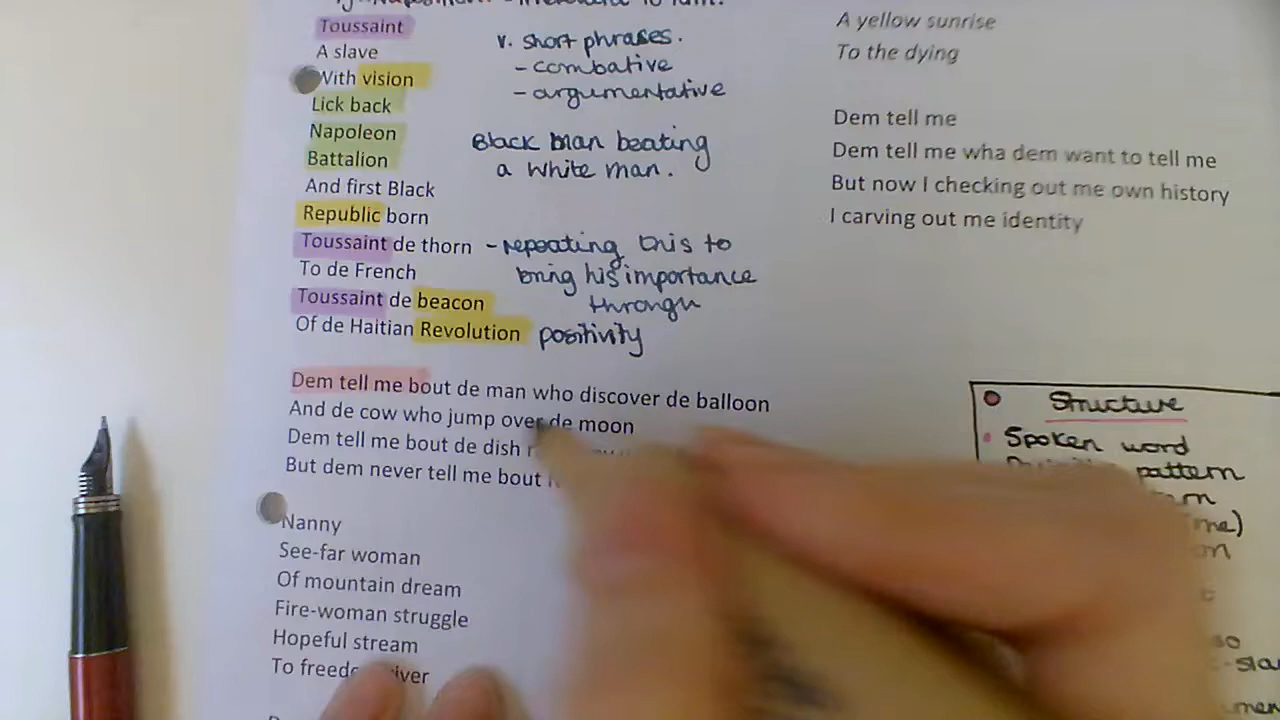 Toussaint
A slave
With vision
Lick back
Napoleon
Battalion
And first Black
Republic born
Toussaint de thorn
To de French
Toussaint de beacon
Of de Haitian Revolution
v. short phrases.
- combative
- argumentative
Black man beating
a white man.
- repeating this to
bring his importance
through
positivity
Dem tell me bout de man who discover de balloon
And de cow who jump over de moon
Dem tell me bout de dish
But dem never tell me bout
Nanny
See-far woman
Of mountain dream
Fire-woman struggle
Hopeful stream
To
A yellow sunrise
To the dying
Dem tell me
Dem tell me wha dem want to tell me
But now I checking out me own history
I carving out me identity
Structure
Spoken word
pattern